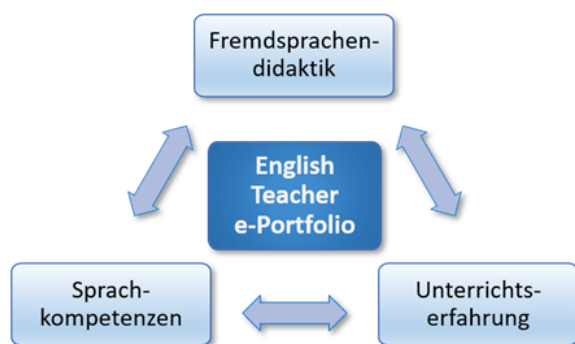 Fremdsprachen-
didaktik
English
Teacher
e-Portfolio
Sprach-
kompetenzen
Unterrichts-
erfahrung